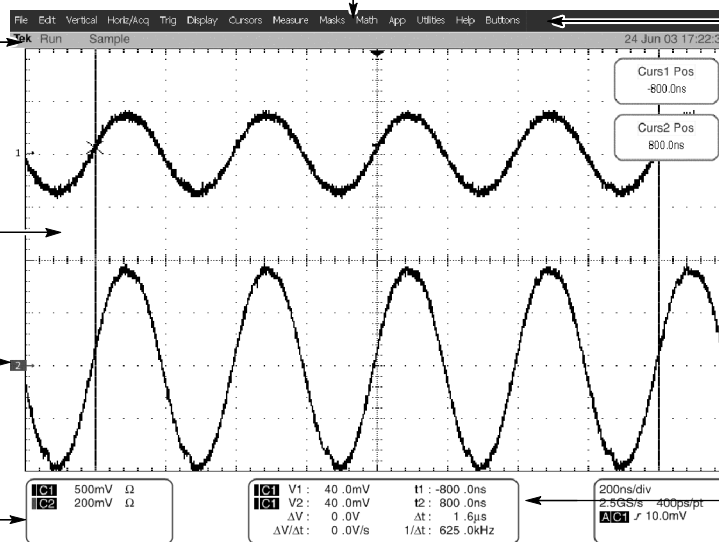 File Edit Vertical Horiz/Acq Trig Display Cursors Measure Masks Math App Utilities Help Buttons
Tek Run Sample 24 Jun 03 17:22:3
Curs1 Pos
-800.0ns
Curs2 Pos
800.0ns
1
2
C1 500mV Ω
C2 200mV Ω
C1 V1 : 40 .0mV t1 : -800 .0ns
C1 V2 : 40 .0mV t2 : 800 .0ns
ΔV : 0 .0V Δt : 1 .6µs
ΔV/Δt : 0 .0V/s 1/Δt : 625 .0kHz
200ns/div
2.5GS/s 400ps/pt
A C1 10.0mV